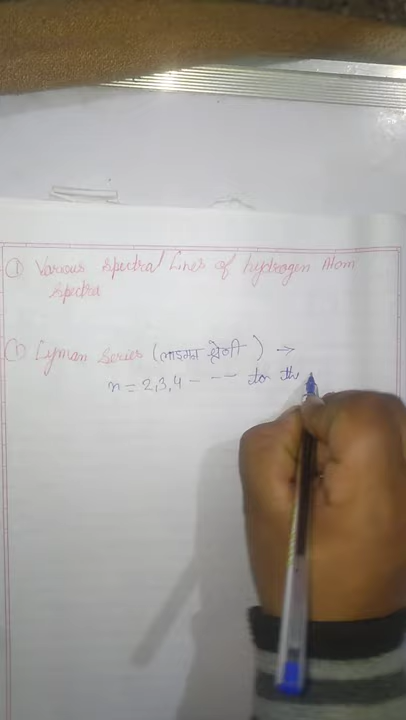 ① Various Spectral Lines of hydrogen Atom
Spectra
① Lyman Series (लाइमन श्रेणी) →
n = 2,3,4 - - - - to the